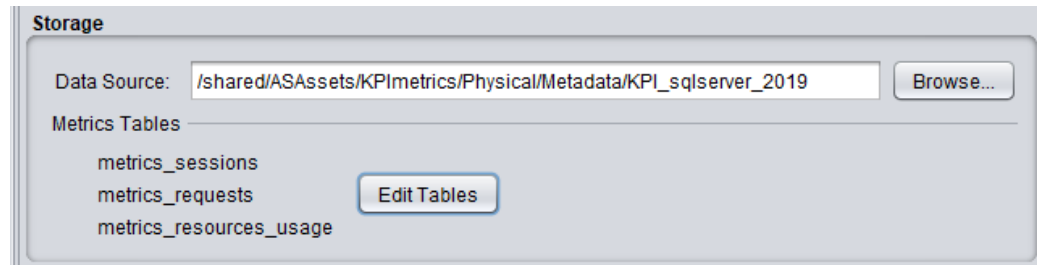 Storage
Data Source: /shared/ASAssets/KPImetrics/Physical/Metadata/KPI_sqlserver_2019 Browse...
Metrics Tables
metrics_sessions
metrics_requests Edit Tables
metrics_resources_usage